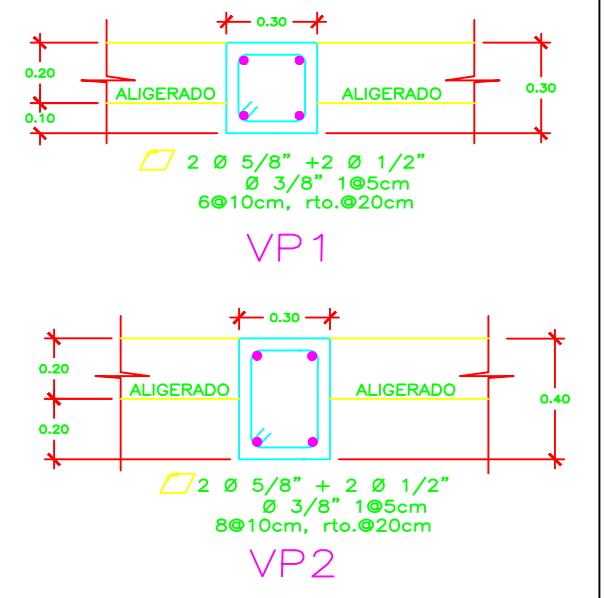 0.30
0.20
ALIGERADO
ALIGERADO
0.30
0.10
2 Ø 5/8” +2 Ø 1/2”
Ø 3/8” 1@5cm
6@10cm, rto.@20cm
VP1
0.30
0.20
ALIGERADO
ALIGERADO
0.40
0.20
2 Ø 5/8” + 2 Ø 1/2”
Ø 3/8” 1@5cm
8@10cm, rto.@20cm
VP2